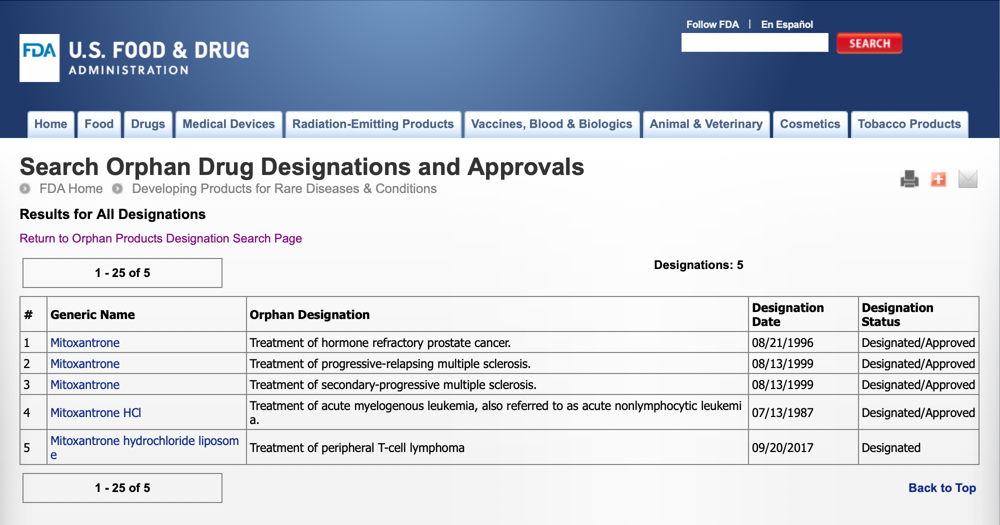 Follow FDA | En Español
FDA U.S. FOOD & DRUG
ADMINISTRATION
SEARCH
Home Food Drugs Medical Devices Radiation-Emitting Products Vaccines, Blood & Biologics Animal & Veterinary Cosmetics Tobacco Products
Search Orphan Drug Designations and Approvals
FDA Home Developing Products for Rare Diseases & Conditions
Results for All Designations
Return to Orphan Products Designation Search Page
1 - 25 of 5
Designations: 5
# Generic Name Orphan Designation Designation Date Designation Status
1 Mitoxantrone Treatment of hormone refractory prostate cancer. 08/21/1996 Designated/Approved
2 Mitoxantrone Treatment of progressive-relapsing multiple sclerosis. 08/13/1999 Designated/Approved
3 Mitoxantrone Treatment of secondary-progressive multiple sclerosis. 08/13/1999 Designated/Approved
4 Mitoxantrone HCl Treatment of acute myelogenous leukemia, also referred to as acute nonlymphocytic leukemi
a. 07/13/1987 Designated/Approved
5 Mitoxantrone hydrochloride liposom
e Treatment of peripheral T-cell lymphoma 09/20/2017 Designated
1 - 25 of 5
Back to Top